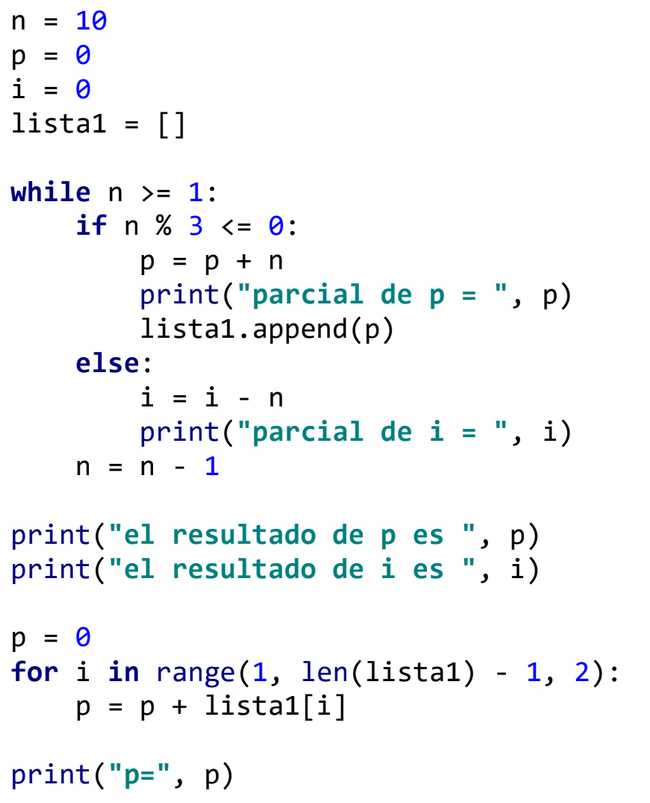 n = 10
p = 0
i = 0
lista1 = []

while n >= 1:
    if n % 3 <= 0:
        p = p + n
        print("parcial de p = ", p)
        lista1.append(p)
    else:
        i = i - n
        print("parcial de i = ", i)
    n = n - 1

print("el resultado de p es ", p)
print("el resultado de i es ", i)

p = 0
for i in range(1, len(lista1) - 1, 2):
    p = p + lista1[i]

print("p=", p)